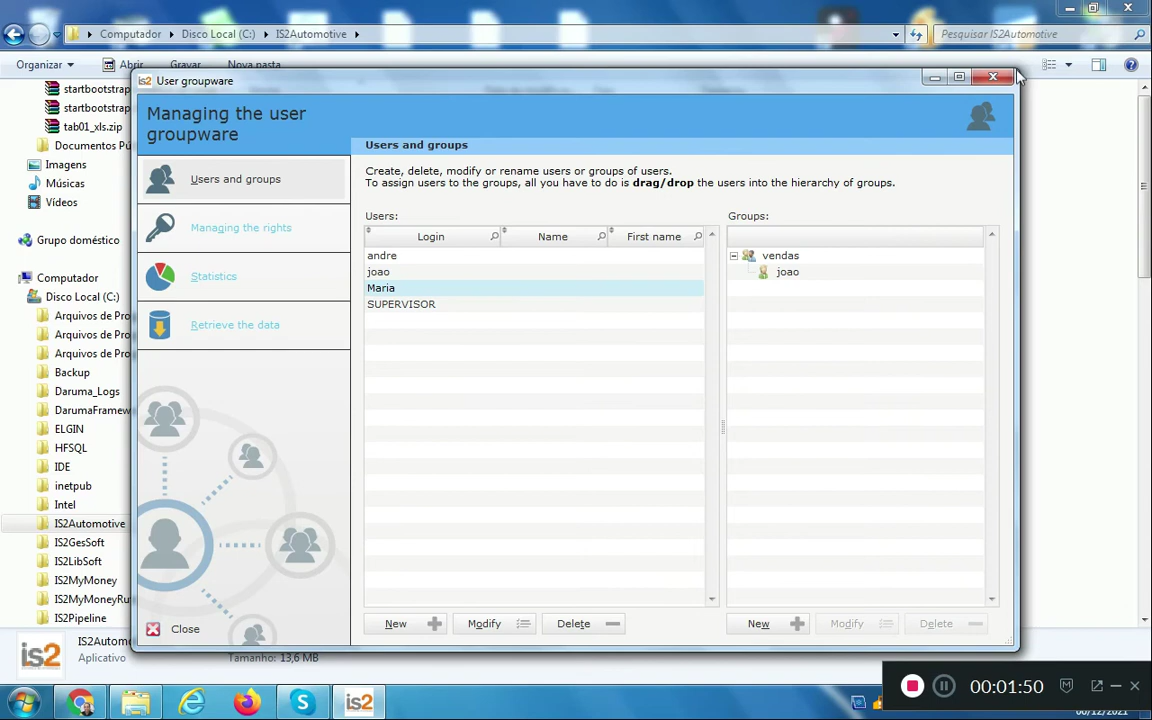 Computador
Disco Local (C:)
IS2Automotive
Pesquisar IS2Automotive
Organizar
Abrir
Gravar
Nova pasta
startbootstrap
startbootstrap
tab01_xls.zip
Documentos Pú
Imagens
Músicas
Vídeos
Grupo doméstico
Computador
Disco Local (C:)
Arquivos de Pro
Arquivos de Pro
Arquivos de Pro
Backup
Daruma_Logs
DarumaFramew
ELGIN
HFSQL
IDE
inetpub
Intel
IS2Automotive
IS2GesSoft
IS2LibSoft
IS2MyMoney
IS2MyMoneyRu
IS2Pipeline
is2 User groupware
Managing the user
groupware
Users and groups
Managing the rights
Statistics
Retrieve the data
Close
Users and groups
Create, delete, modify or rename users or groups of users.
To assign users to the groups, all you have to do is drag/drop the users into the hierarchy of groups.
Users:
Login Name First name
andre
joao
Maria
SUPERVISOR
New Modify Delete
Groups:
vendas
joao
New Modify Delete
is2
IS2Autom
Aplicativo
Tamanho: 13,6 MB
is2
00:01:50